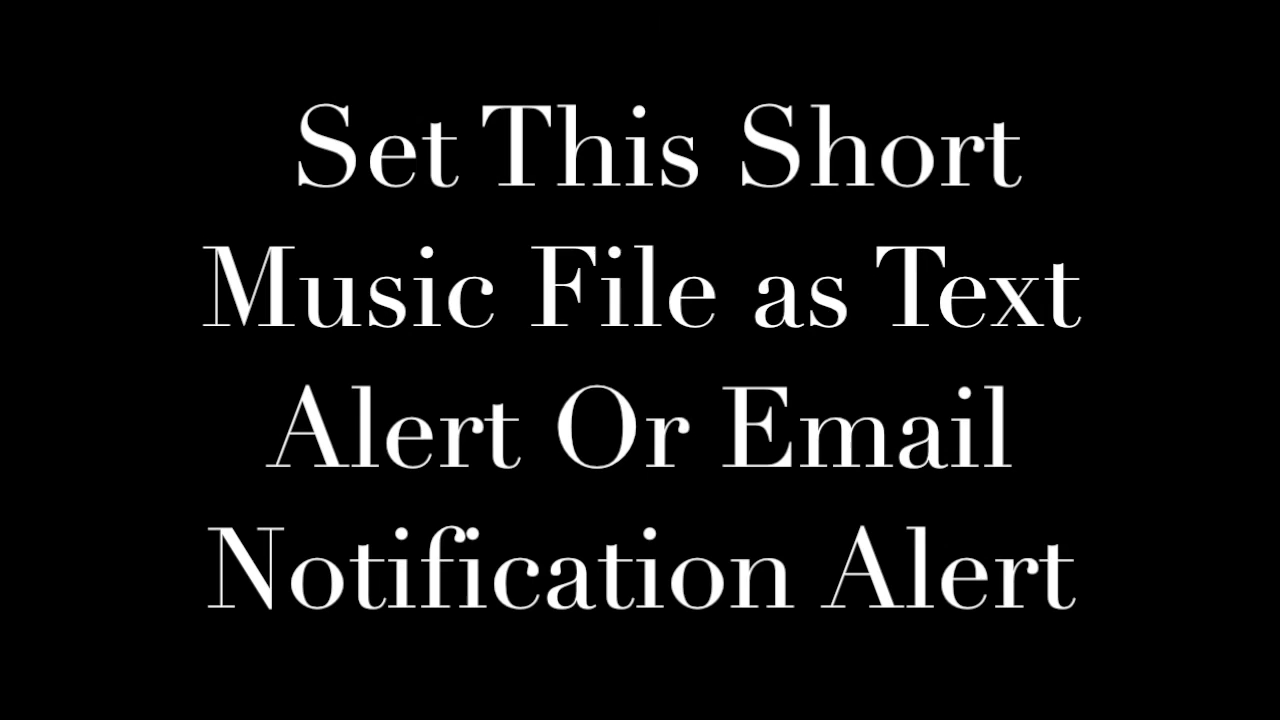 Set This Short
Music File as Text
Alert Or Email
Notification Alert